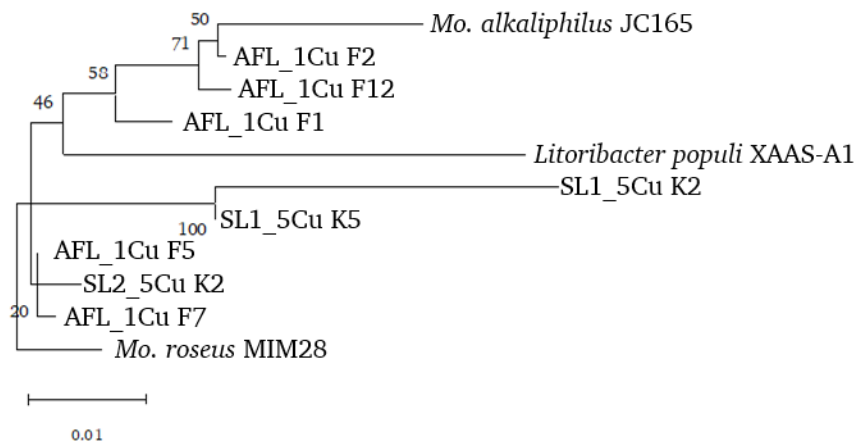 50
Mo. alkaliphilus JC165
71
AFL_1Cu F2
58
AFL_1Cu F12
46
AFL_1Cu F1
Litoribacter populi XAAS-A1
SL1_5Cu K2
SL1_5Cu K5
100
AFL_1Cu F5
SL2_5Cu K2
20
AFL_1Cu F7
Mo. roseus MIM28
0.01